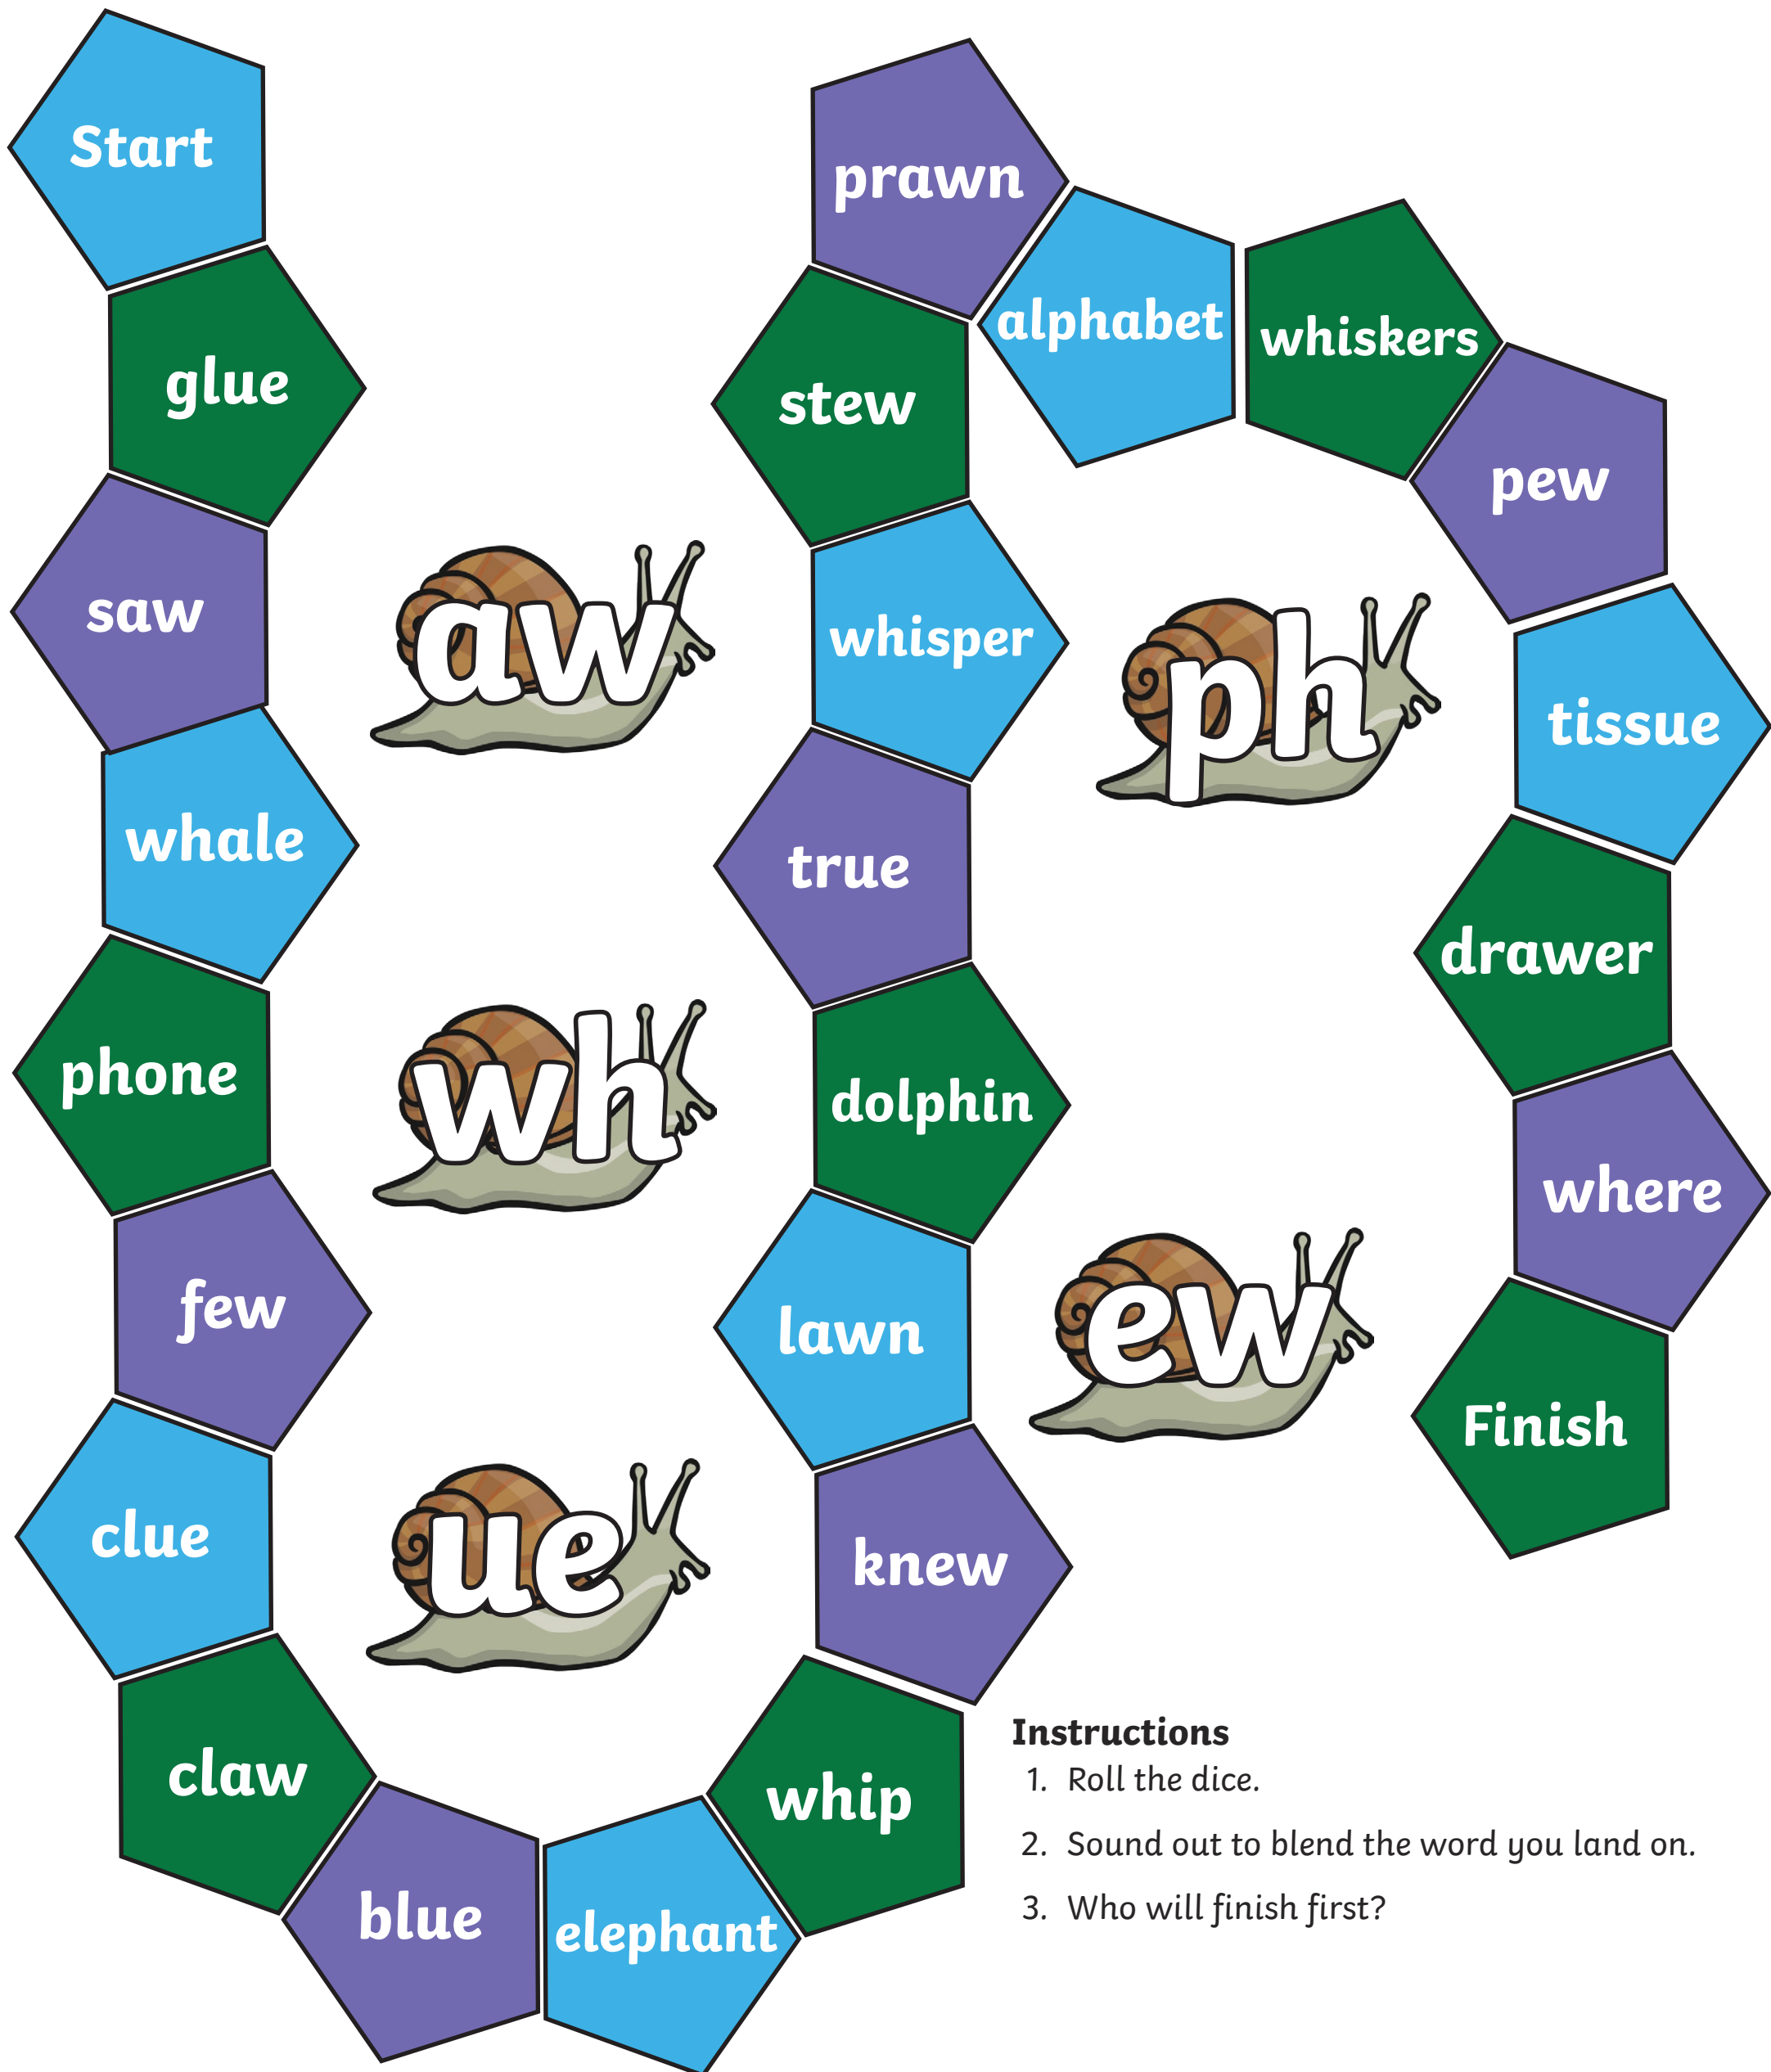 Start
glue
saw
whale
phone
few
clue
claw
blue
elephant
whip
knew
lawn
dolphin
true
whisper
stew
prawn
alphabet
whiskers
pew
tissue
drawer
where
Finish
aw
wh
ue
ph
ew
Instructions
1. Roll the dice.
2. Sound out to blend the word you land on.
3. Who will finish first?